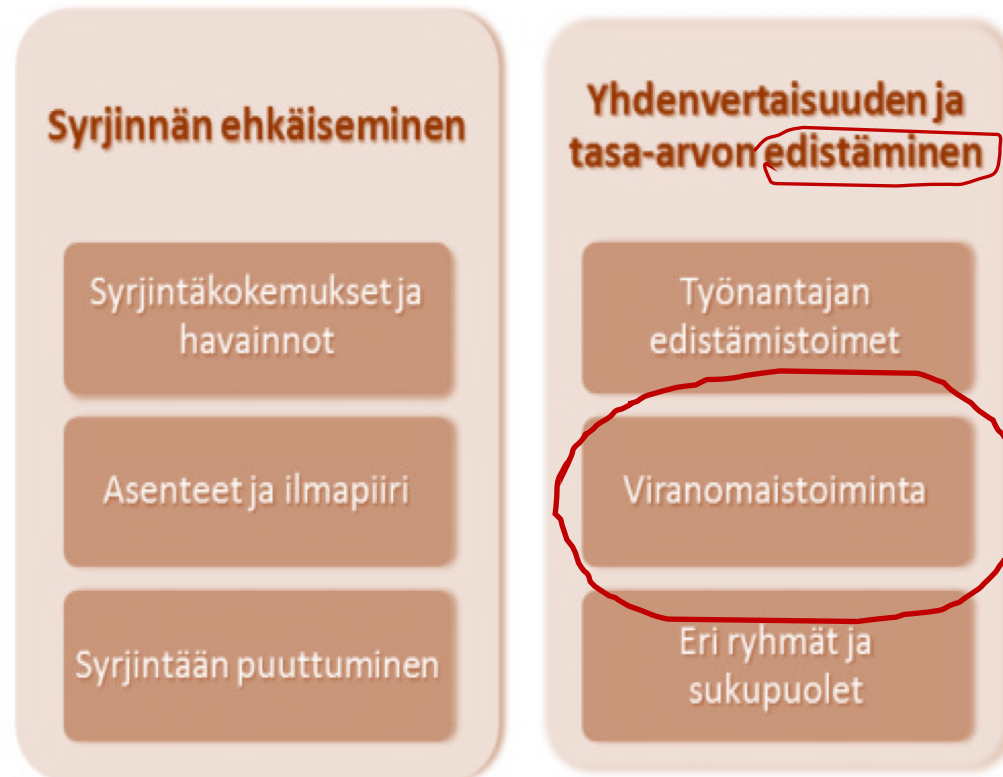 Syrjinnän ehkäiseminen
Syrjintäkokemukset ja
havainnot
Asenteet ja ilmapiiri
Syrjintään puuttuminen
Yhdenvertaisuuden ja
tasa-arvon edistäminen
Työnantajan
edistämistoimet
Viranomaistoiminta
Eri ryhmät ja
sukupuolet